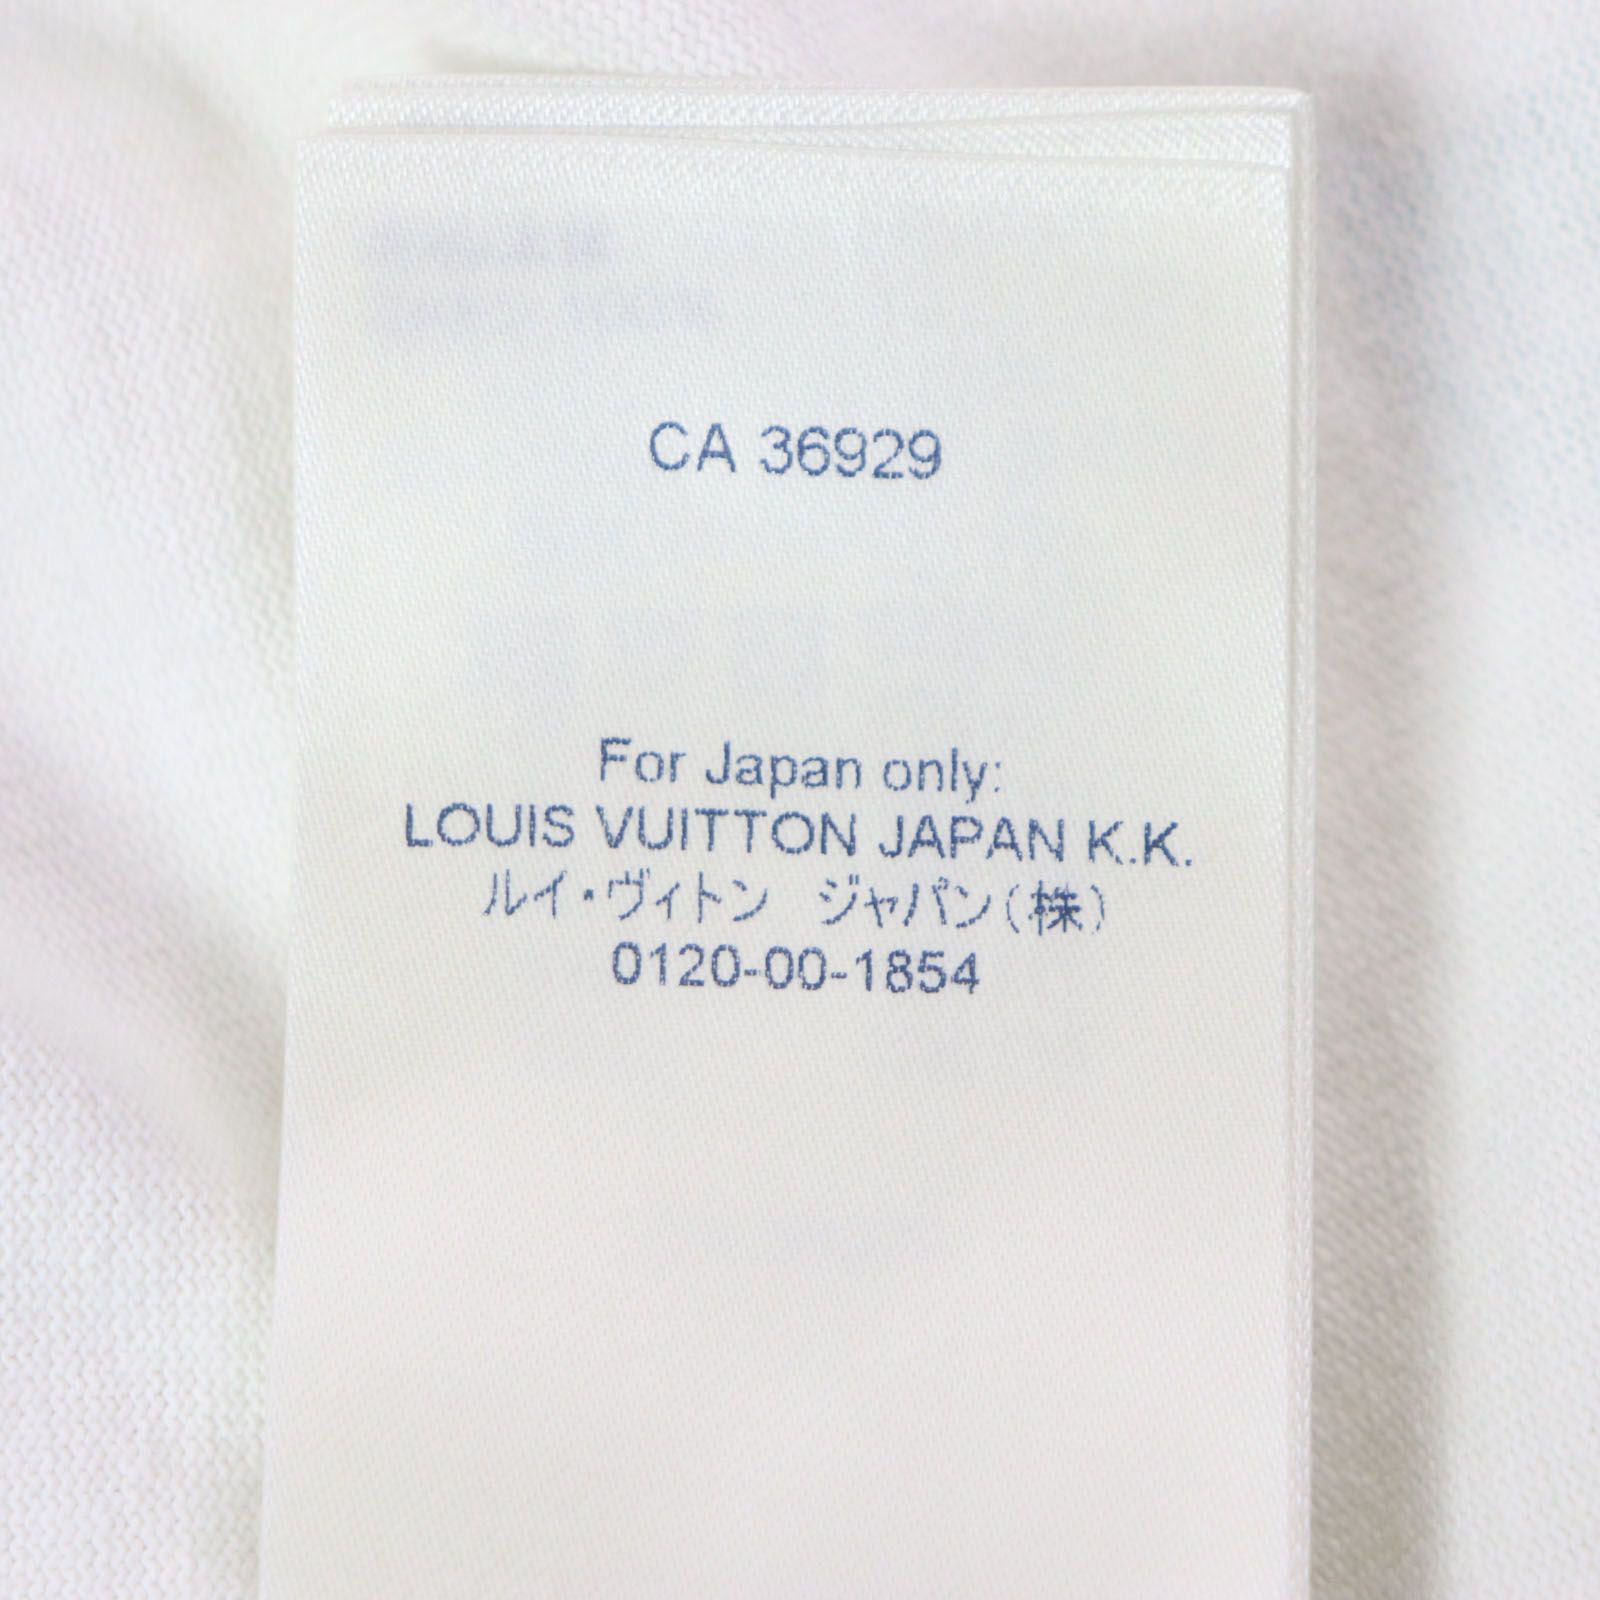 CA 36929
For Japan only:
LOUIS VUITTON JAPAN K.K.
ルイ・ヴィトン　ジャパン(株)
0120-00-1854